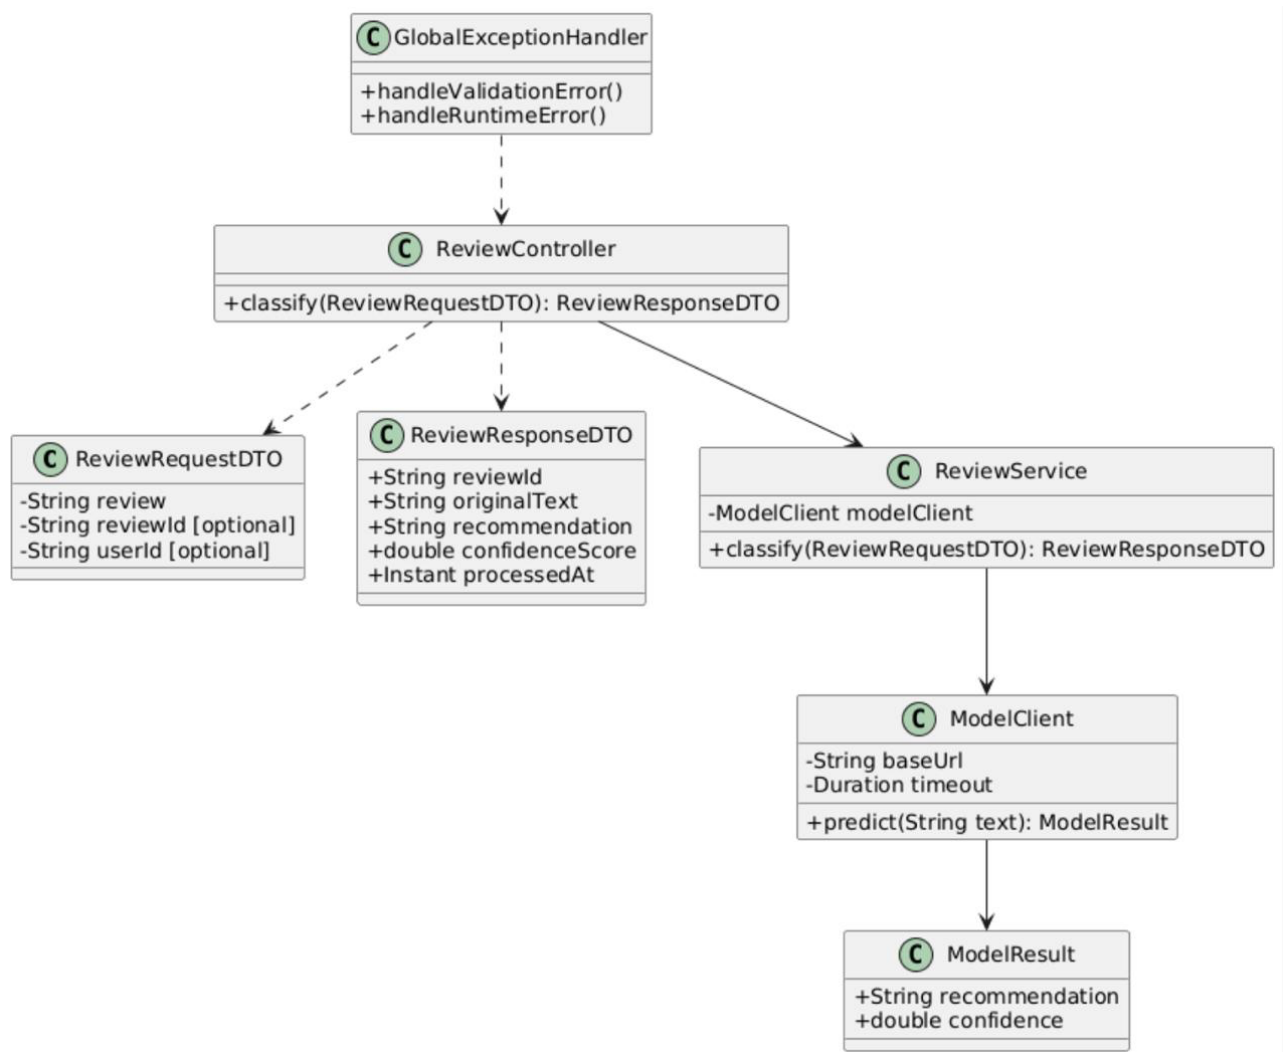 C GlobalExceptionHandler
+handleValidationError()
+handleRuntimeError()
C ReviewController
+classify(ReviewRequestDTO): ReviewResponseDTO
C ReviewRequestDTO
-String review
-String reviewId [optional]
-String userId [optional]
C ReviewResponseDTO
+String reviewId
+String originalText
+String recommendation
+double confidenceScore
+Instant processedAt
C ReviewService
-ModelClient modelClient
+classify(ReviewRequestDTO): ReviewResponseDTO
C ModelClient
-String baseUrl
-Duration timeout
+predict(String text): ModelResult
C ModelResult
+String recommendation
+double confidence